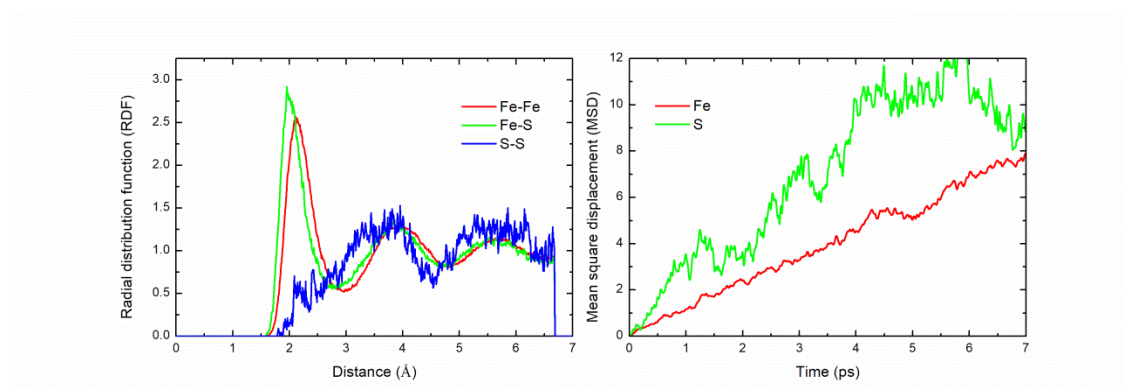 Radial distribution function (RDF)
3.0
2.5
2.0
1.5
1.0
0.5
0.0
Fe-Fe
Fe-S
S-S
0 1 2 3 4 5 6 7
Distance (Å)
Mean square displacement (MSD)
12
10
8
6
4
2
0
Fe
S
0 1 2 3 4 5 6 7
Time (ps)